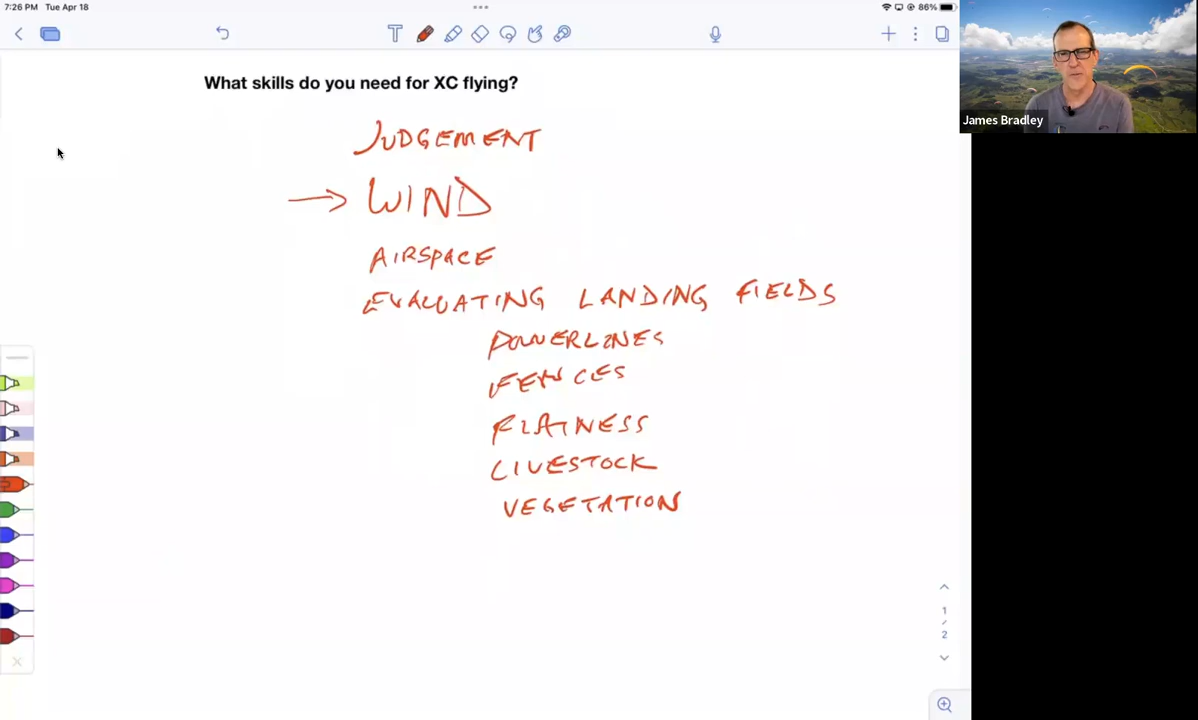 7:26 PM Tue Apr 18
86%
What skills do you need for XC flying?
James Bradley
JUDGEMENT
→ WIND
AIRSPACE
EVALUATING LANDING FIELDS
POWERLINES
FENCES
FLATNESS
LIVESTOCK
VEGETATION
1
/
2